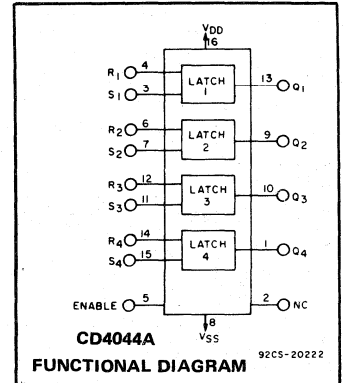 VDD
16
R1 4
S1 3
LATCH
1
13 Q1
R2 6
S2 7
LATCH
2
9 Q2
R3 12
S3 11
LATCH
3
10 Q3
R4 14
S4 15
LATCH
4
1 Q4
ENABLE 5
2 NC
8
VSS
CD4044A
92CS-20222
FUNCTIONAL DIAGRAM